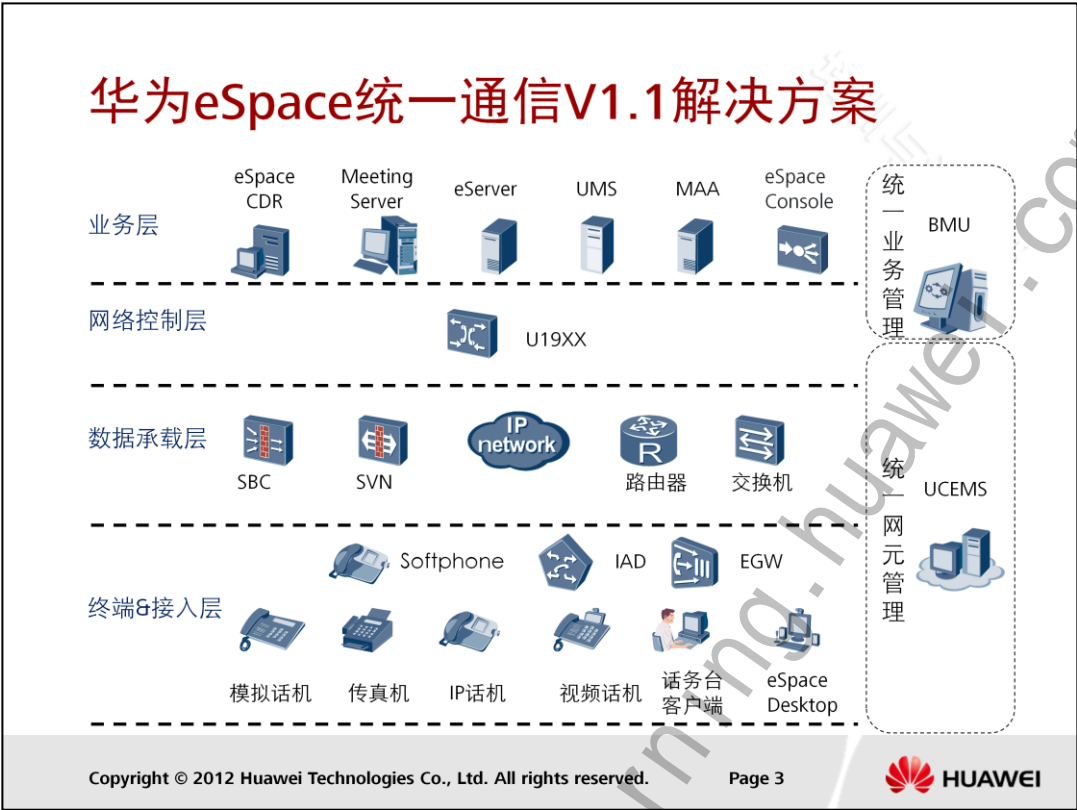 华为eSpace统一通信V1.1解决方案
eSpace
CDR
Meeting
Server
eServer
UMS
MAA
eSpace
Console
业务层
统一业务管理
BMU
网络控制层
U19XX
数据承载层
IP
network
R
SBC
SVN
路由器
交换机
统一网元管理
UCEMS
Softphone
IAD
EGW
终端&接入层
模拟话机
传真机
IP话机
视频话机
话务台
客户端
eSpace
Desktop
Copyright © 2012 Huawei Technologies Co., Ltd. All rights reserved.
Page 3
HUAWEI